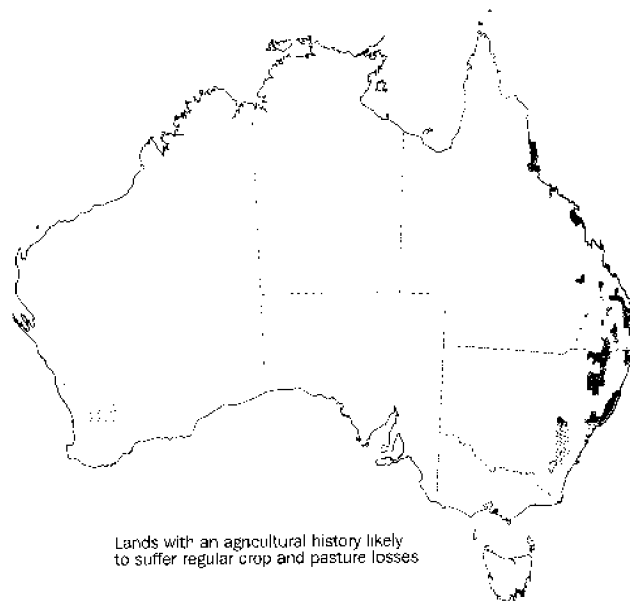 Lands with an agricultural history likely
to suffer regular crop and pasture losses